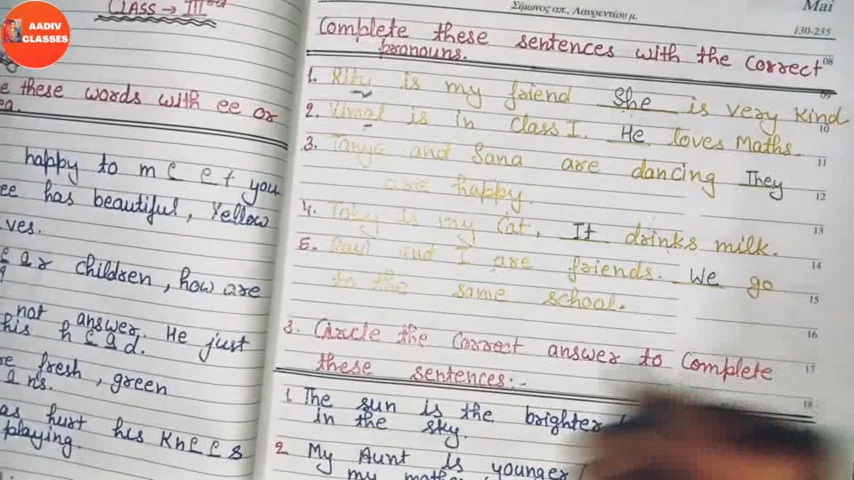 AADIV
CLASSES
CLASS → III
e these words with ee or
ea.
happy to m e e t you
ee has beautiful, Yellow
ves.
e a r children, how are
not answer. He just
his h e a d.
e fresh, green
a n s.
as hurt his K n e e s
playing.
Σίμωνος απ., Λαυρεντίου μ.
Mai
130-235
Complete these sentences with the correct
pronouns.
1. Ritu is my friend She is very kind
2. Vimal is in class I. He loves Maths.
3. Tanya and Sana are dancing They
are happy.
4. is my Cat, It drinks milk.
5. Ravi and I are friends. We go
to the same school.
3. Circle the Correct answer to Complete
these sentences:-
1. The sun is the brighter
in the sky.
2 My Aunt is younger
my
08
09
10
11
12
13
14
15
16
17
18